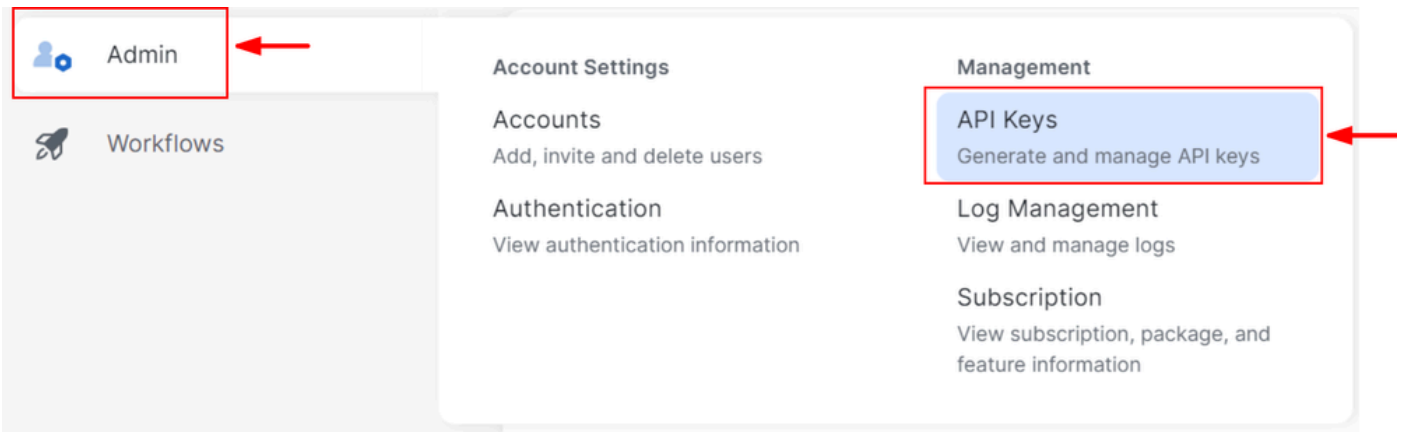 Admin
Workflows
Account Settings
Accounts
Add, invite and delete users
Authentication
View authentication information
Management
API Keys
Generate and manage API keys
Log Management
View and manage logs
Subscription
View subscription, package, and
feature information